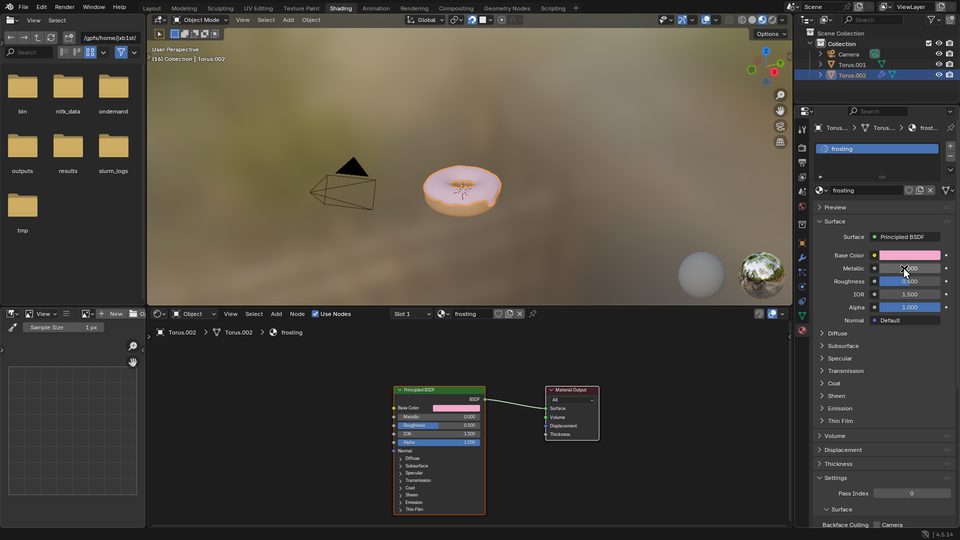 File Edit Render Window Help
Layout Modeling Sculpting UV Editing Texture Paint Shading Animation Rendering Compositing Geometry Nodes Scripting
Scene
ViewLayer
/gpfs/home/jxb1st/
Search
bin
nltk_data
ondemand
outputs
results
slurm_logs
tmp
Object Mode View Select Add Object Global
Options
User Perspective
(16) Collection | Torus.002
X
Y
Z
Search
Scene Collection
Collection
Camera
Torus.001
Torus.002
Search
Torus.... Torus.... frost...
frosting
frosting
Preview
Surface
Surface Principled BSDF
Base Color
Metallic
Roughness 0.500
IOR 1.500
Alpha 1.000
Normal Default
Diffuse
Subsurface
Specular
Transmission
Coat
Sheen
Emission
Thin Film
Volume
Displacement
Thickness
Settings
Pass Index 0
Surface
Backface Culling Camera
View Select
New
Sample Size 1 px
Object View Select Add Node Use Nodes Slot 1 frosting
Torus.002 Torus.002 frosting
Principled BSDF
BSDF
Base Color
Metallic 0.000
Roughness 0.500
IOR 1.500
Alpha 1.000
Normal
Diffuse
Subsurface
Specular
Transmission
Coat
Sheen
Emission
Thin Film
Material Output
All
Surface
Volume
Displacement
Thickness
4.5.14